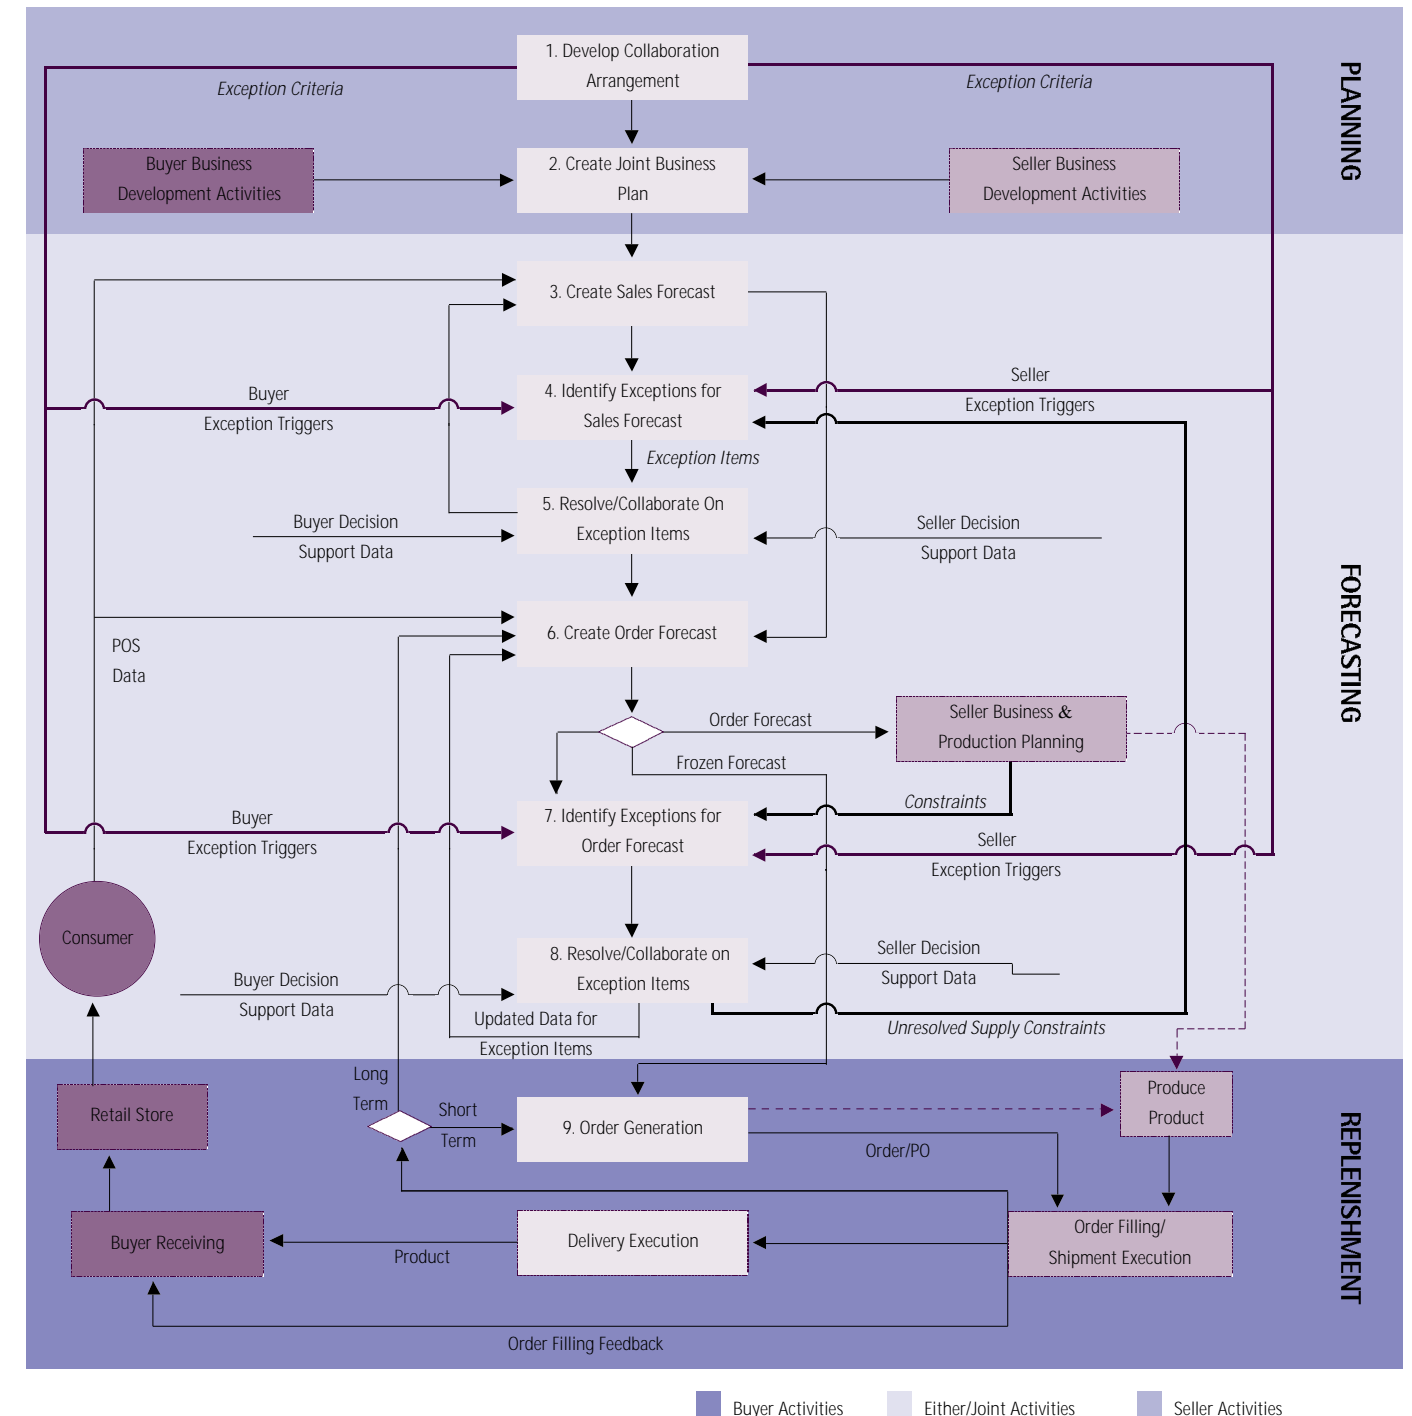 1. Develop Collaboration
Arrangement
Exception Criteria
Exception Criteria
PLANNING
Buyer Business
Development Activities
2. Create Joint Business
Plan
Seller Business
Development Activities
3. Create Sales Forecast
Buyer
Exception Triggers
4. Identify Exceptions for
Sales Forecast
Seller
Exception Triggers
Exception Items
Buyer Decision
Support Data
5. Resolve/Collaborate On
Exception Items
Seller Decision
Support Data
FORECASTING
POS
Data
6. Create Order Forecast
Order Forecast
Seller Business &
Production Planning
Frozen Forecast
Constraints
Buyer
Exception Triggers
7. Identify Exceptions for
Order Forecast
Seller
Exception Triggers
Consumer
8. Resolve/Collaborate on
Exception Items
Seller Decision
Support Data
Buyer Decision
Support Data
Updated Data for
Exception Items
Unresolved Supply Constraints
Long
Term
Short
Term
Retail Store
9. Order Generation
Produce
Product
Order/PO
REPLENISHMENT
Buyer Receiving
Product
Delivery Execution
Order Filling/
Shipment Execution
Order Filling Feedback
Buyer Activities
Either/Joint Activities
Seller Activities